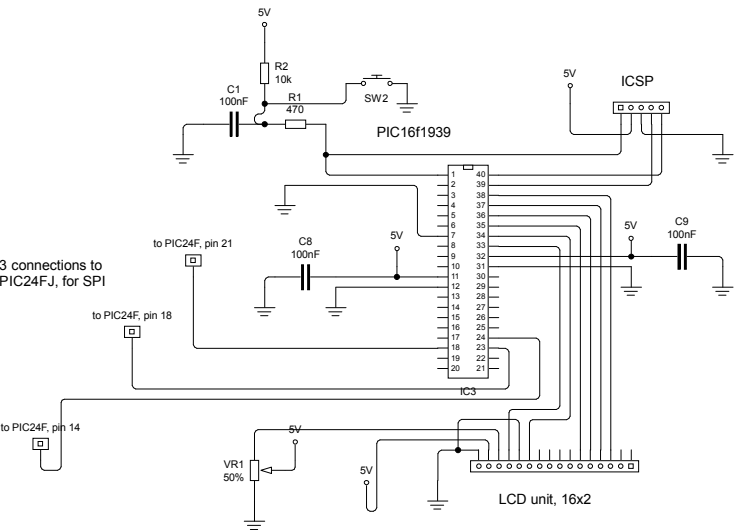 5V
R2
10k
C1
100nF
R1
470
SW2
5V
ICSP
PIC16f1939
1
2
3
4
5
6
7
8
9
10
11
12
13
14
15
16
17
18
19
20
40
39
38
37
36
35
34
33
32
31
30
29
28
27
26
25
24
23
22
21
IC3
5V
C9
100nF
to PIC24F, pin 21
C8
100nF
5V
3 connections to
PIC24FJ, for SPI
to PIC24F, pin 18
to PIC24F, pin 14
5V
VR1
50%
5V
LCD unit, 16x2